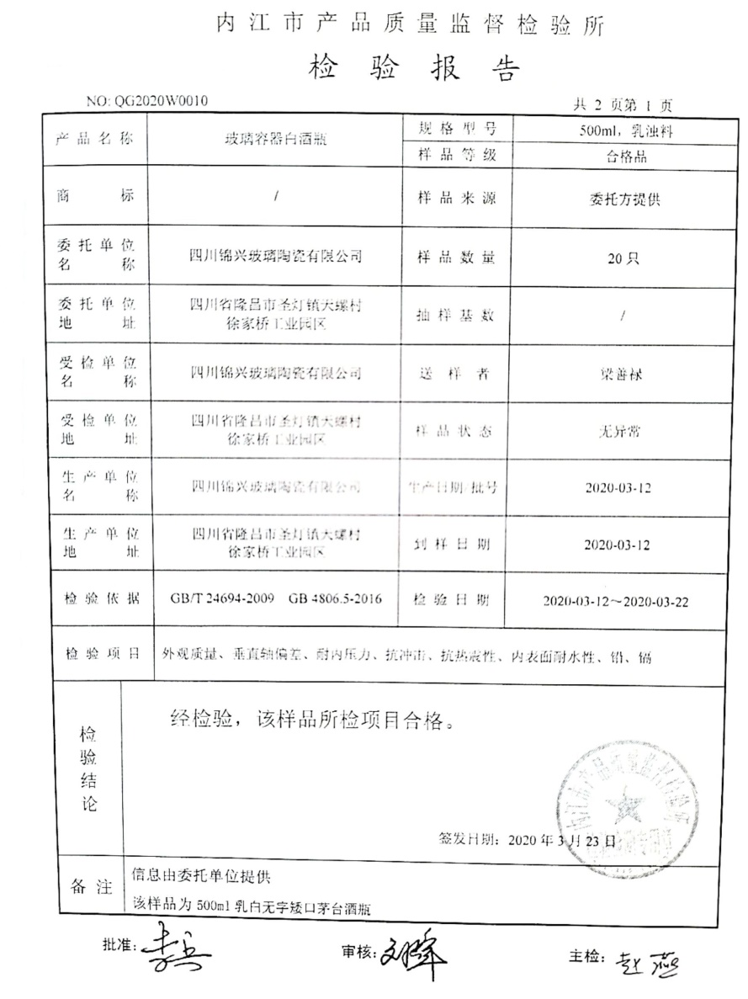 内江市产品质量监督检验所
检验报告
NO: QG2020W0010
共 2 页第 1 页
产品名称 玻璃容器白酒瓶 规格型号 500ml，乳浊料
样品等级 合格品
商标 / 样品来源 委托方提供
委托单位名称 四川锦兴玻璃陶瓷有限公司 样品数量 20 只
委托单位地址 四川省隆昌市圣灯镇天螺村
徐家桥工业园区 抽样基数 /
受检单位名称 四川锦兴玻璃陶瓷有限公司 送样者 梁善禄
受检单位地址 四川省隆昌市圣灯镇天螺村
徐家桥工业园区 样品状态 无异常
生产单位名称 四川锦兴玻璃陶瓷有限公司 生产日期/批号 2020-03-12
生产单位地址 四川省隆昌市圣灯镇天螺村
徐家桥工业园区 到样日期 2020-03-12
检验依据 GB/T 24694-2009 GB 4806.5-2016 检验日期 2020-03-12～2020-03-22
检验项目 外观质量、垂直轴偏差、耐内压力、抗冲击、抗热震性、内表面耐水性、铅、镉
检验结论
经检验，该样品所检项目合格。
内江市产品质量监督检验所
签发日期：2020 年 3 月 23 日
备注 信息由委托单位提供
该样品为 500ml 乳白无字矮口茅台酒瓶
批准： 审核： 主检：赵燕